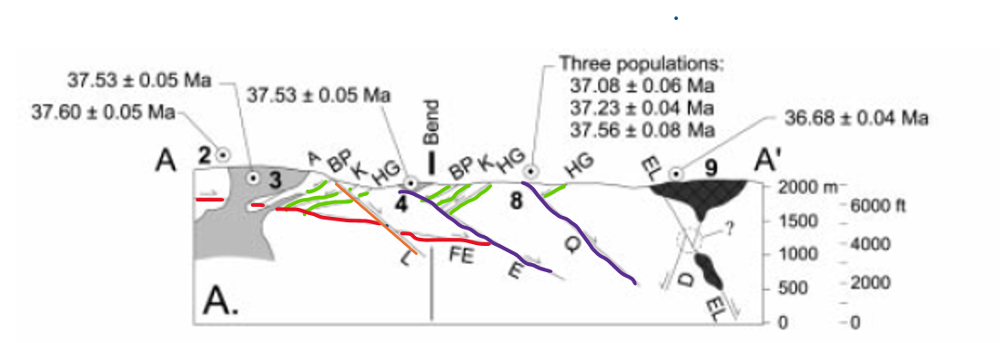 Three populations:
37.08 ± 0.06 Ma
37.23 ± 0.04 Ma
37.56 ± 0.08 Ma
37.53 ± 0.05 Ma
37.53 ± 0.05 Ma
37.60 ± 0.05 Ma
36.68 ± 0.04 Ma
Bend
A 2 3 A BP K HG 4 BP K HG 8 HG EL 9 A'
2000 m
6000 ft
1500
1000
4000
500
2000
0
0
?
L FE E Q D EL
A.